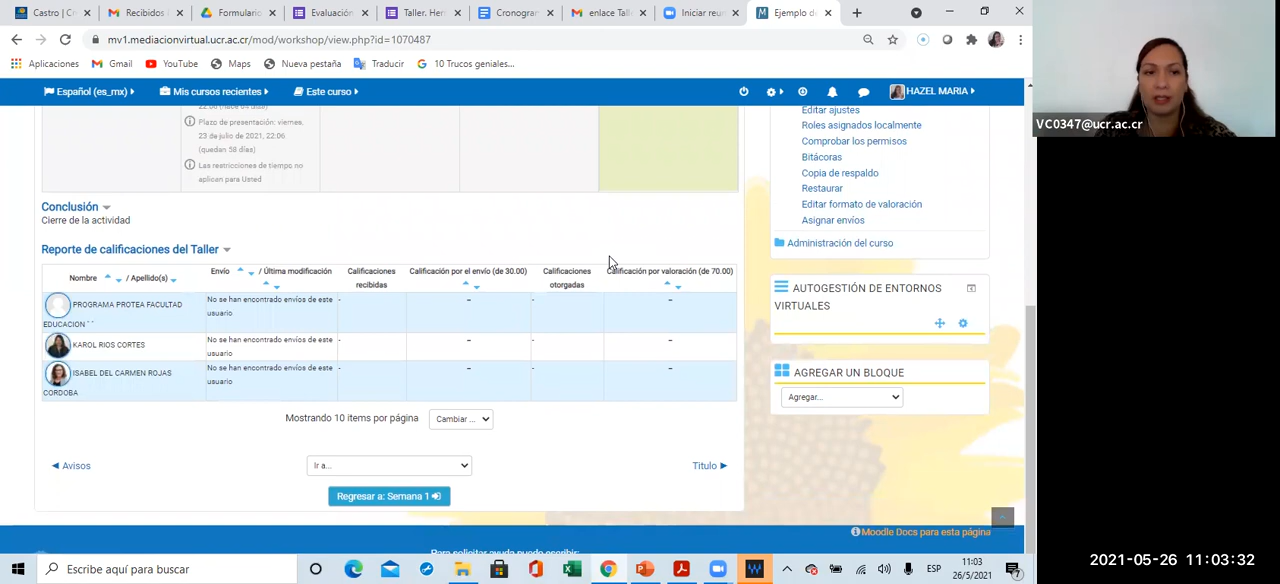 Castro | Ci
Recibidos
Formulario
Evaluación
Taller. Her
Cronogram
enlace Tall
Iniciar reu
Ejemplo de
mv1.mediacionvirtual.ucr.ac.cr/mod/workshop/view.php?id=1070487
Aplicaciones
Gmail
YouTube
Maps
Nueva pestaña
Traducir
10 Trucos geniales...
Español (es_mx)
Mis cursos recientes
Este curso
HAZEL MARIA
Plazo de presentación: viernes,
23 de julio de 2021, 22:06
(quedan 58 días)
Las restricciones de tiempo no
aplican para Usted
Conclusión
Cierre de la actividad
Reporte de calificaciones del Taller
Nombre / Apellido(s)
Envío / Última modificación
Calificaciones
recibidas
Calificación por el envío (de 30.00)
Calificaciones
otorgadas
Calificación por valoración (de 70.00)
PROGRAMA PROTEA FACULTAD
EDUCACION ¨ ¨
No se han encontrado envíos de este
usuario
- – - –
KAROL RIOS CORTES
No se han encontrado envíos de este
usuario
- – - –
ISABEL DEL CARMEN ROJAS
CORDOBA
No se han encontrado envíos de este
usuario
- – - –
Mostrando 10 items por página
Cambiar ...
◄ Avisos
Ir a...
Titulo ►
Regresar a: Semana 1
Editar ajustes
Roles asignados localmente
Comprobar los permisos
Bitácoras
Copia de respaldo
Restaurar
Editar formato de valoración
Asignar envíos
Administración del curso
AUTOGESTIÓN DE ENTORNOS
VIRTUALES
AGREGAR UN BLOQUE
Agregar...
Moodle Docs para esta página
Para solicitar ayuda puede escribir:
Escribe aquí para buscar
ESP
11:03
26/5/2021
7
VC0347@ucr.ac.cr
2021-05-26 11:03:32